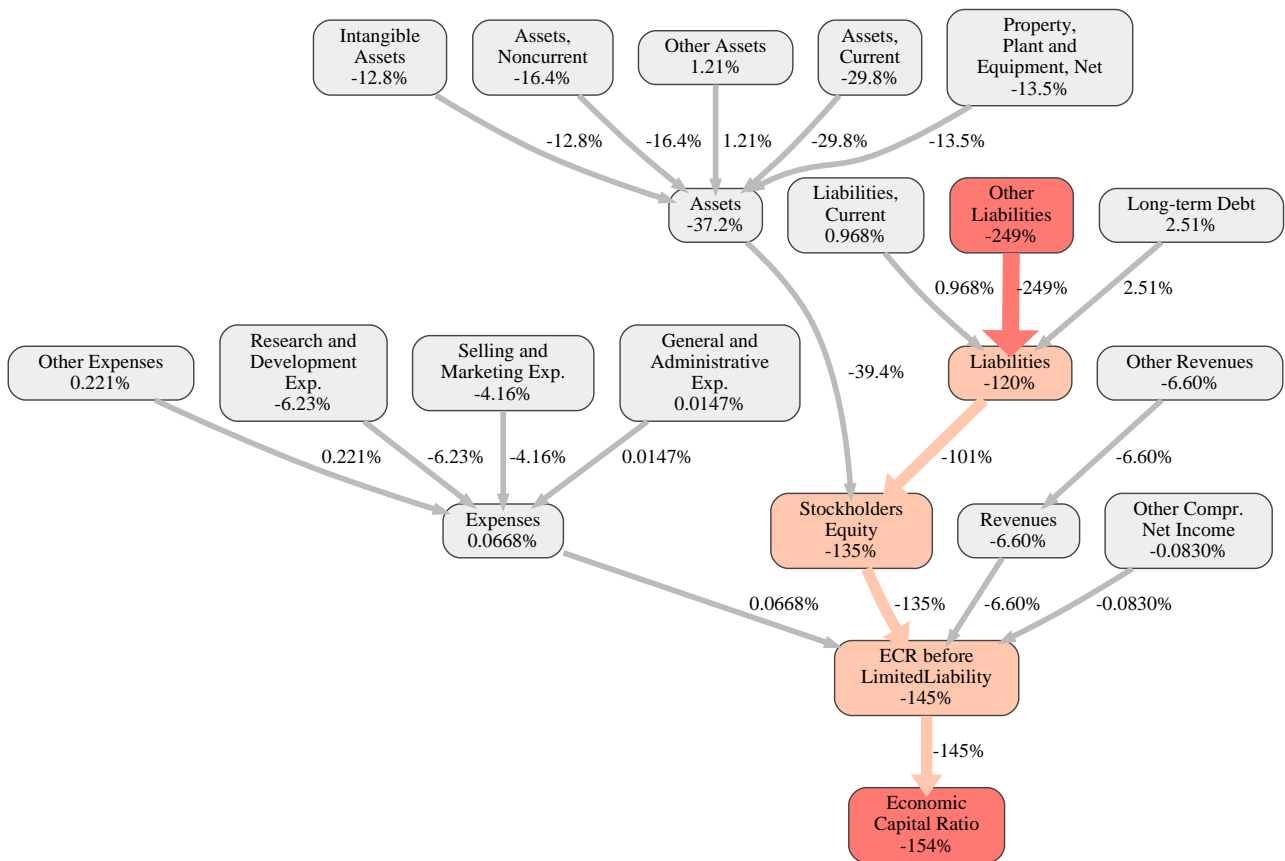 Intangible
Assets
-12.8%
Assets,
Noncurrent
-16.4%
Other Assets
1.21%
Assets,
Current
-29.8%
Property,
Plant and
Equipment, Net
-13.5%
-12.8%
-16.4%
1.21%
-29.8%
-13.5%
Assets
-37.2%
Liabilities,
Current
0.968%
Other
Liabilities
-249%
Long-term Debt
2.51%
0.968%
-249%
2.51%
Other Expenses
0.221%
Research and
Development
Exp.
-6.23%
Selling and
Marketing Exp.
-4.16%
General and
Administrative
Exp.
0.0147%
-39.4%
Liabilities
-120%
Other Revenues
-6.60%
0.221%
-6.23%
-4.16%
0.0147%
-101%
-6.60%
Expenses
0.0668%
Stockholders
Equity
-135%
Revenues
-6.60%
Other Compr.
Net Income
-0.0830%
0.0668%
-135%
-6.60%
-0.0830%
ECR before
LimitedLiability
-145%
-145%
Economic
Capital Ratio
-154%